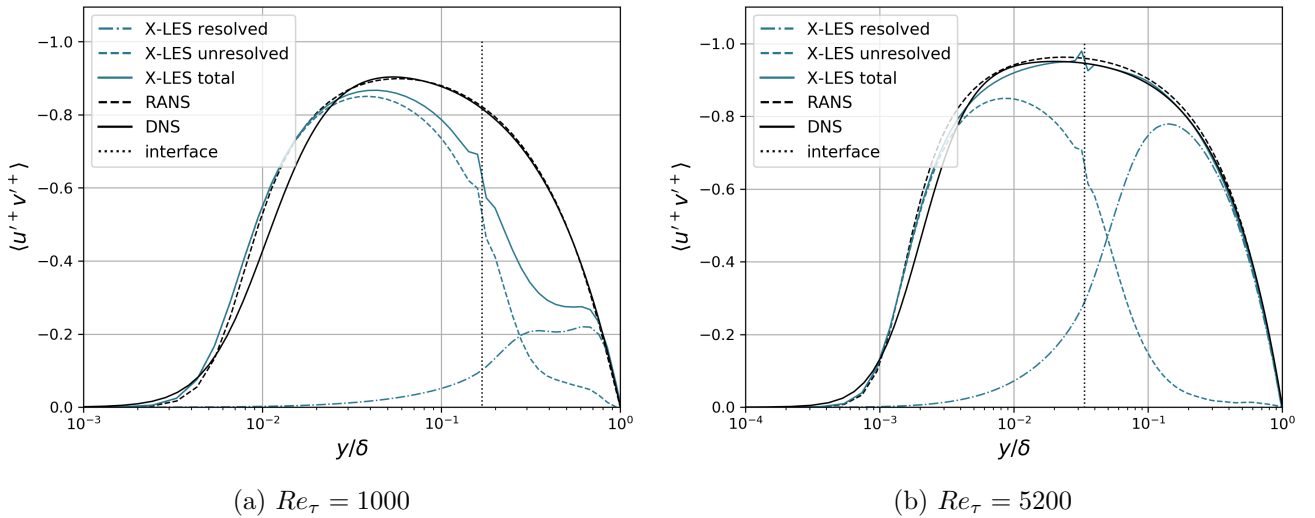 X-LES resolved
X-LES unresolved
X-LES total
RANS
DNS
interface
−1.0
−0.8
−0.6
−0.4
−0.2
0.0
⟨u′⁺v′⁺⟩
10⁻³
10⁻²
10⁻¹
10⁰
y/δ
(a) Re_τ = 1000
X-LES resolved
X-LES unresolved
X-LES total
RANS
DNS
interface
−1.0
−0.8
−0.6
−0.4
−0.2
0.0
⟨u′⁺v′⁺⟩
10⁻⁴
10⁻³
10⁻²
10⁻¹
10⁰
y/δ
(b) Re_τ = 5200